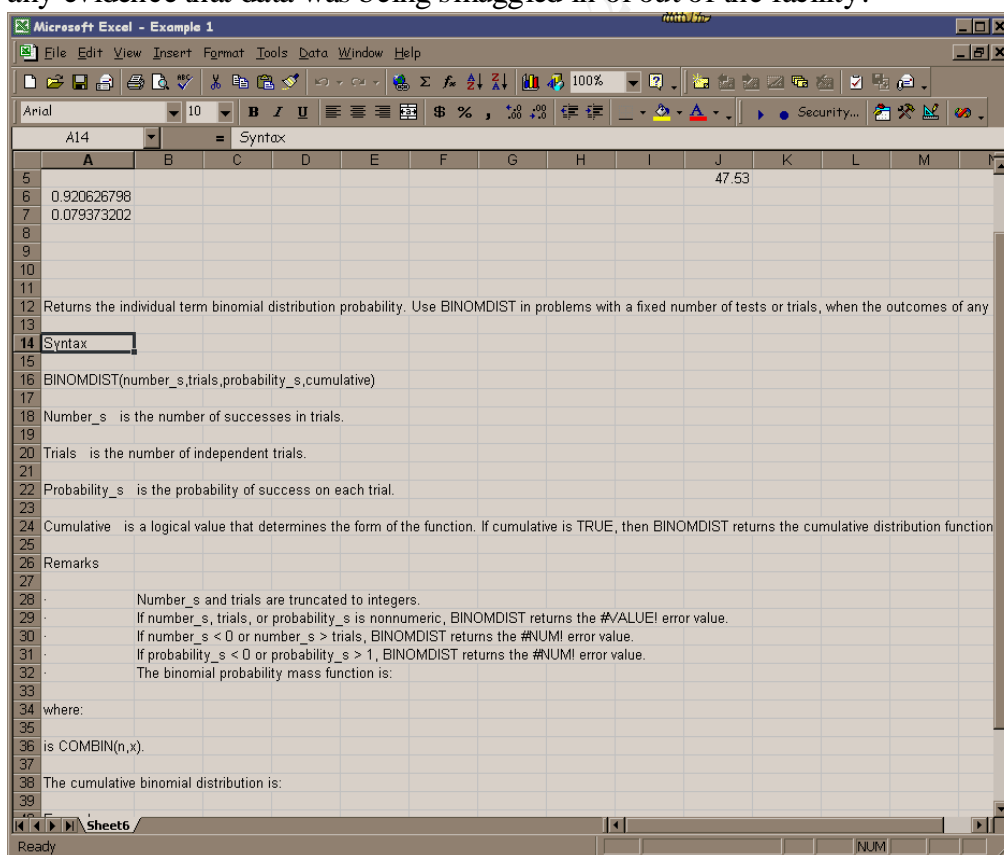 any evidence that data was being smuggled in of out of the facility.
Microsoft Excel - Example 1
File Edit View Insert Format Tools Data Window Help
100%
Arial 10 B I U $ % , Security...
A14 = Syntax
A B C D E F G H I J K L M
5 47.53
6 0.920626798
7 0.079373202
8
9
10
11
12 Returns the individual term binomial distribution probability. Use BINOMDIST in problems with a fixed number of tests or trials, when the outcomes of any
13
14 Syntax
15
16 BINOMDIST(number_s,trials,probability_s,cumulative)
17
18 Number_s is the number of successes in trials.
19
20 Trials is the number of independent trials.
21
22 Probability_s is the probability of success on each trial.
23
24 Cumulative is a logical value that determines the form of the function. If cumulative is TRUE, then BINOMDIST returns the cumulative distribution function
25
26 Remarks
27
28 · Number_s and trials are truncated to integers.
29 · If number_s, trials, or probability_s is nonnumeric, BINOMDIST returns the #VALUE! error value.
30 · If number_s < 0 or number_s > trials, BINOMDIST returns the #NUM! error value.
31 · If probability_s < 0 or probability_s > 1, BINOMDIST returns the #NUM! error value.
32 · The binomial probability mass function is:
33
34 where:
35
36 is COMBIN(n,x).
37
38 The cumulative binomial distribution is:
39
Sheet6
Ready NUM